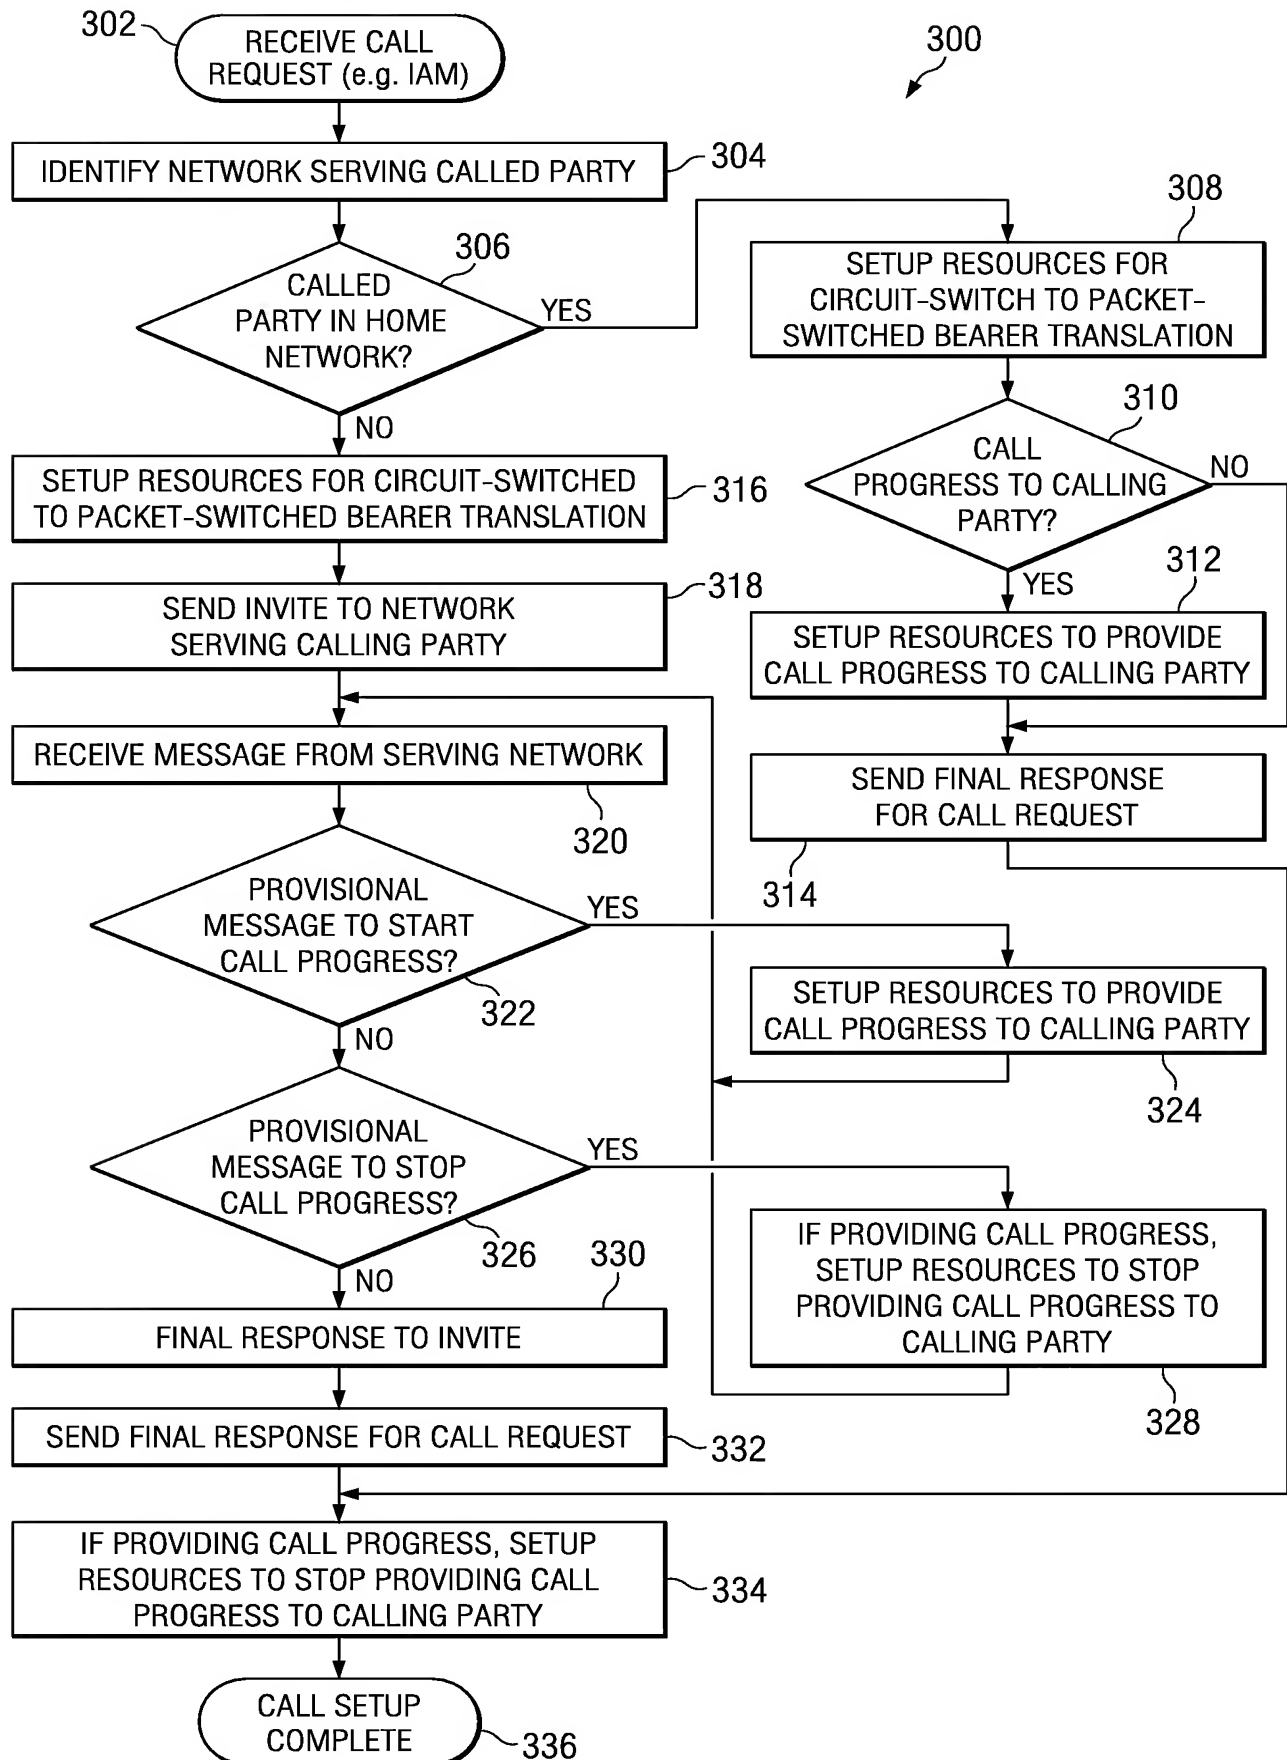 302
RECEIVE CALL
REQUEST (e.g. IAM)
300
IDENTIFY NETWORK SERVING CALLED PARTY
304
306
CALLED
PARTY IN HOME
NETWORK?
YES
NO
308
SETUP RESOURCES FOR
CIRCUIT-SWITCH TO PACKET-
SWITCHED BEARER TRANSLATION
310
CALL
PROGRESS TO CALLING
PARTY?
NO
YES
312
SETUP RESOURCES TO PROVIDE
CALL PROGRESS TO CALLING PARTY
SEND FINAL RESPONSE
FOR CALL REQUEST
314
SETUP RESOURCES FOR CIRCUIT-SWITCHED
TO PACKET-SWITCHED BEARER TRANSLATION
316
SEND INVITE TO NETWORK
SERVING CALLING PARTY
318
RECEIVE MESSAGE FROM SERVING NETWORK
320
PROVISIONAL
MESSAGE TO START
CALL PROGRESS?
322
YES
NO
SETUP RESOURCES TO PROVIDE
CALL PROGRESS TO CALLING PARTY
324
PROVISIONAL
MESSAGE TO STOP
CALL PROGRESS?
326
YES
NO
IF PROVIDING CALL PROGRESS,
SETUP RESOURCES TO STOP
PROVIDING CALL PROGRESS TO
CALLING PARTY
328
330
FINAL RESPONSE TO INVITE
SEND FINAL RESPONSE FOR CALL REQUEST
332
IF PROVIDING CALL PROGRESS, SETUP
RESOURCES TO STOP PROVIDING CALL
PROGRESS TO CALLING PARTY
334
CALL SETUP
COMPLETE
336